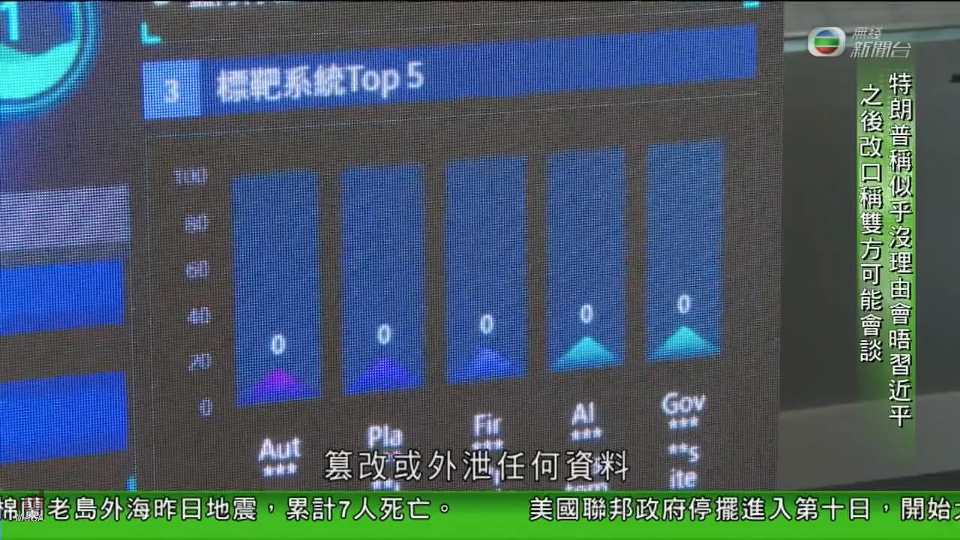 1
無綫
新聞台
3 標靶系統Top 5
特朗普稱似乎沒理由會晤習近平
之後改口稱雙方可能會談
100
80
60
40
20
0
0 0 0 0 0
Aut
***
Pla
Fir
***
AI
***
Gov
***
**s
ite
篡改或外泄任何資料
棉蘭老島外海昨日地震，累計7人死亡。 美國聯邦政府停擺進入第十日，開始